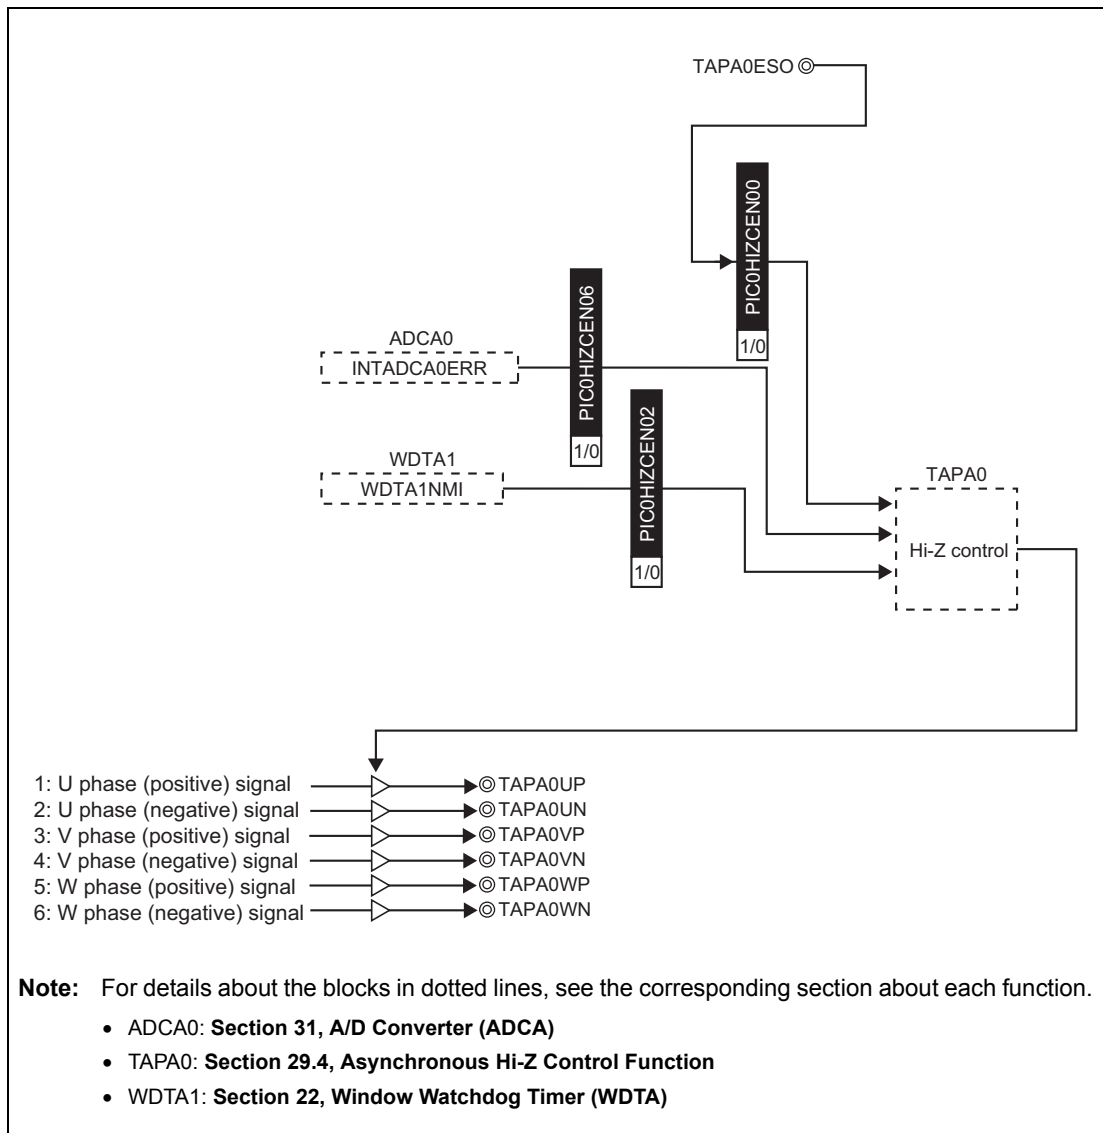 TAPA0ESO
PIC0HIZCEN00
1/0
PIC0HIZCEN06
1/0
ADCA0
INTADCA0ERR
PIC0HIZCEN02
1/0
WDTA1
WDTA1NMI
TAPA0
Hi-Z control
1: U phase (positive) signal TAPA0UP
2: U phase (negative) signal TAPA0UN
3: V phase (positive) signal TAPA0VP
4: V phase (negative) signal TAPA0VN
5: W phase (positive) signal TAPA0WP
6: W phase (negative) signal TAPA0WN
Note: For details about the blocks in dotted lines, see the corresponding section about each function.
• ADCA0: Section 31, A/D Converter (ADCA)
• TAPA0: Section 29.4, Asynchronous Hi-Z Control Function
• WDTA1: Section 22, Window Watchdog Timer (WDTA)